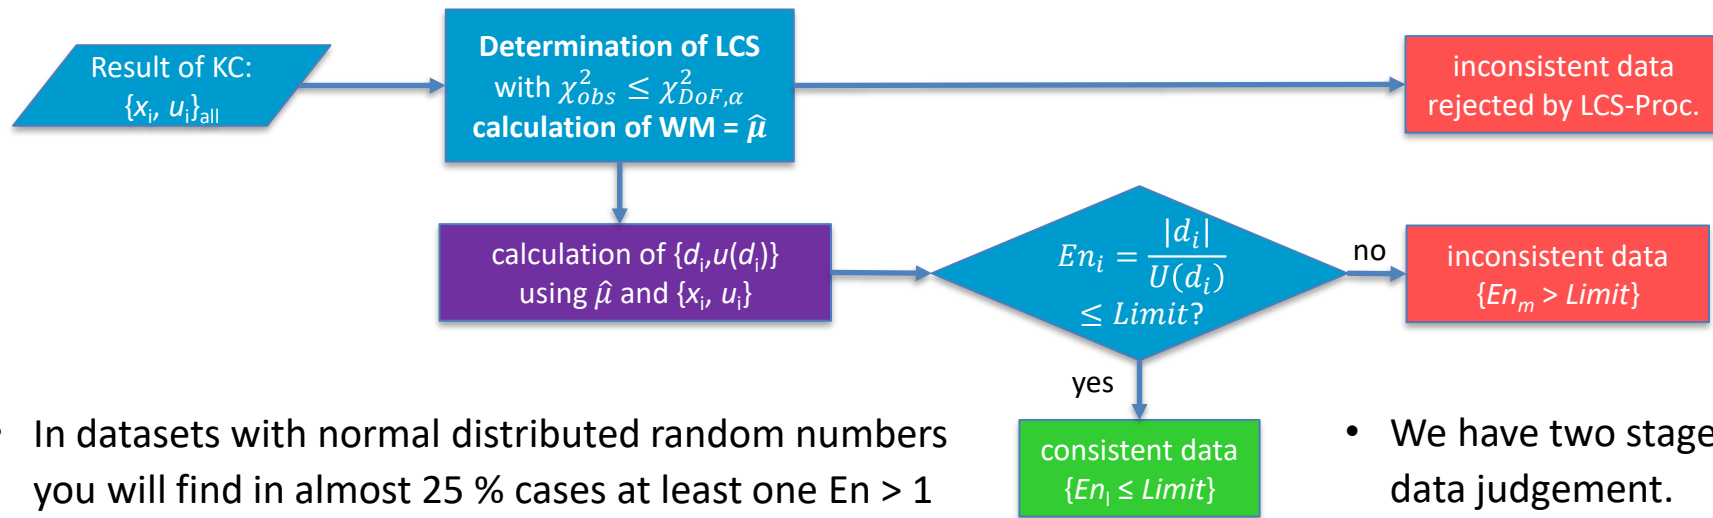 Result of KC:
{xi, ui}all
Determination of LCS
with χ²obs ≤ χ²DoF,α
calculation of WM = μ̂
inconsistent data
rejected by LCS-Proc.
calculation of {di,u(di)}
using μ̂ and {xi, ui}
Eni = |di| / U(di)
≤ Limit?
no
inconsistent data
{Enm > Limit}
yes
consistent data
{Enl ≤ Limit}
• In datasets with normal distributed random numbers
you will find in almost 25 % cases at least one En > 1
• We have two stage
data judgement.